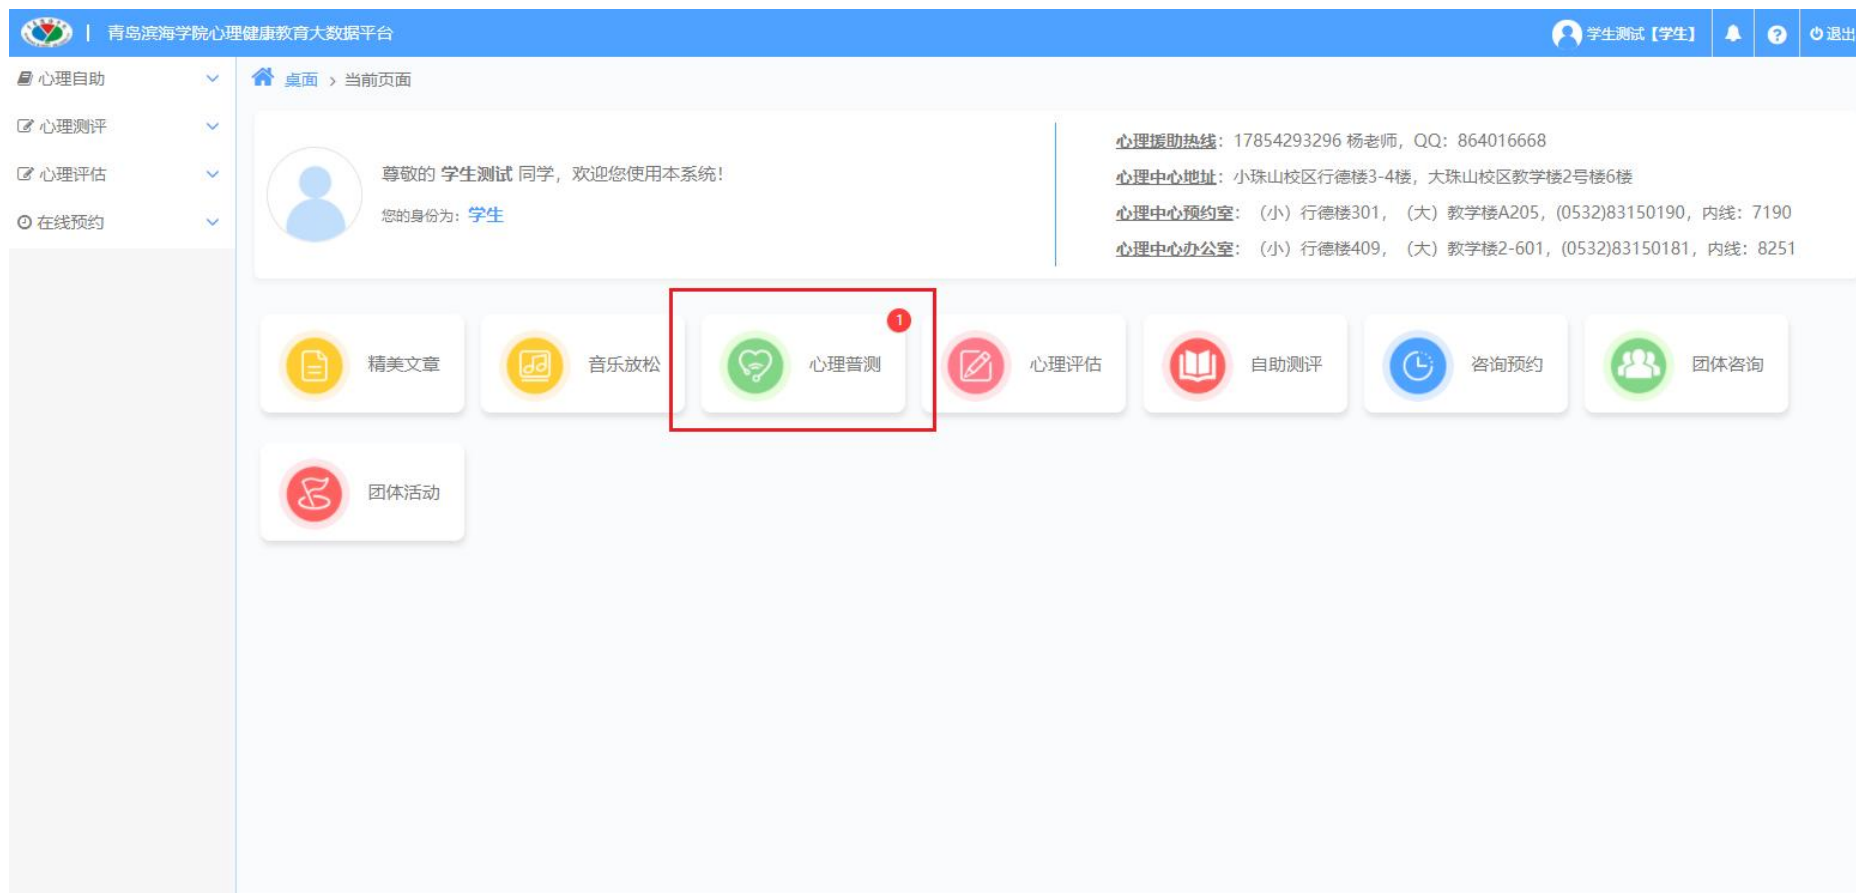 青岛滨海学院心理健康教育大数据平台
学生测试【学生】
退出
心理自助
心理测评
心理评估
在线预约
桌面 > 当前页面
尊敬的 学生测试 同学，欢迎您使用本系统！
您的身份为：学生
心理援助热线：17854293296 杨老师，QQ：864016668
心理中心地址：小珠山校区行德楼3-4楼，大珠山校区教学楼2号楼6楼
心理中心预约室：（小）行德楼301，（大）教学楼A205，(0532)83150190，内线：7190
心理中心办公室：（小）行德楼409，（大）教学楼2-601，(0532)83150181，内线：8251
精美文章
音乐放松
心理普测
1
心理评估
自助测评
咨询预约
团体咨询
团体活动